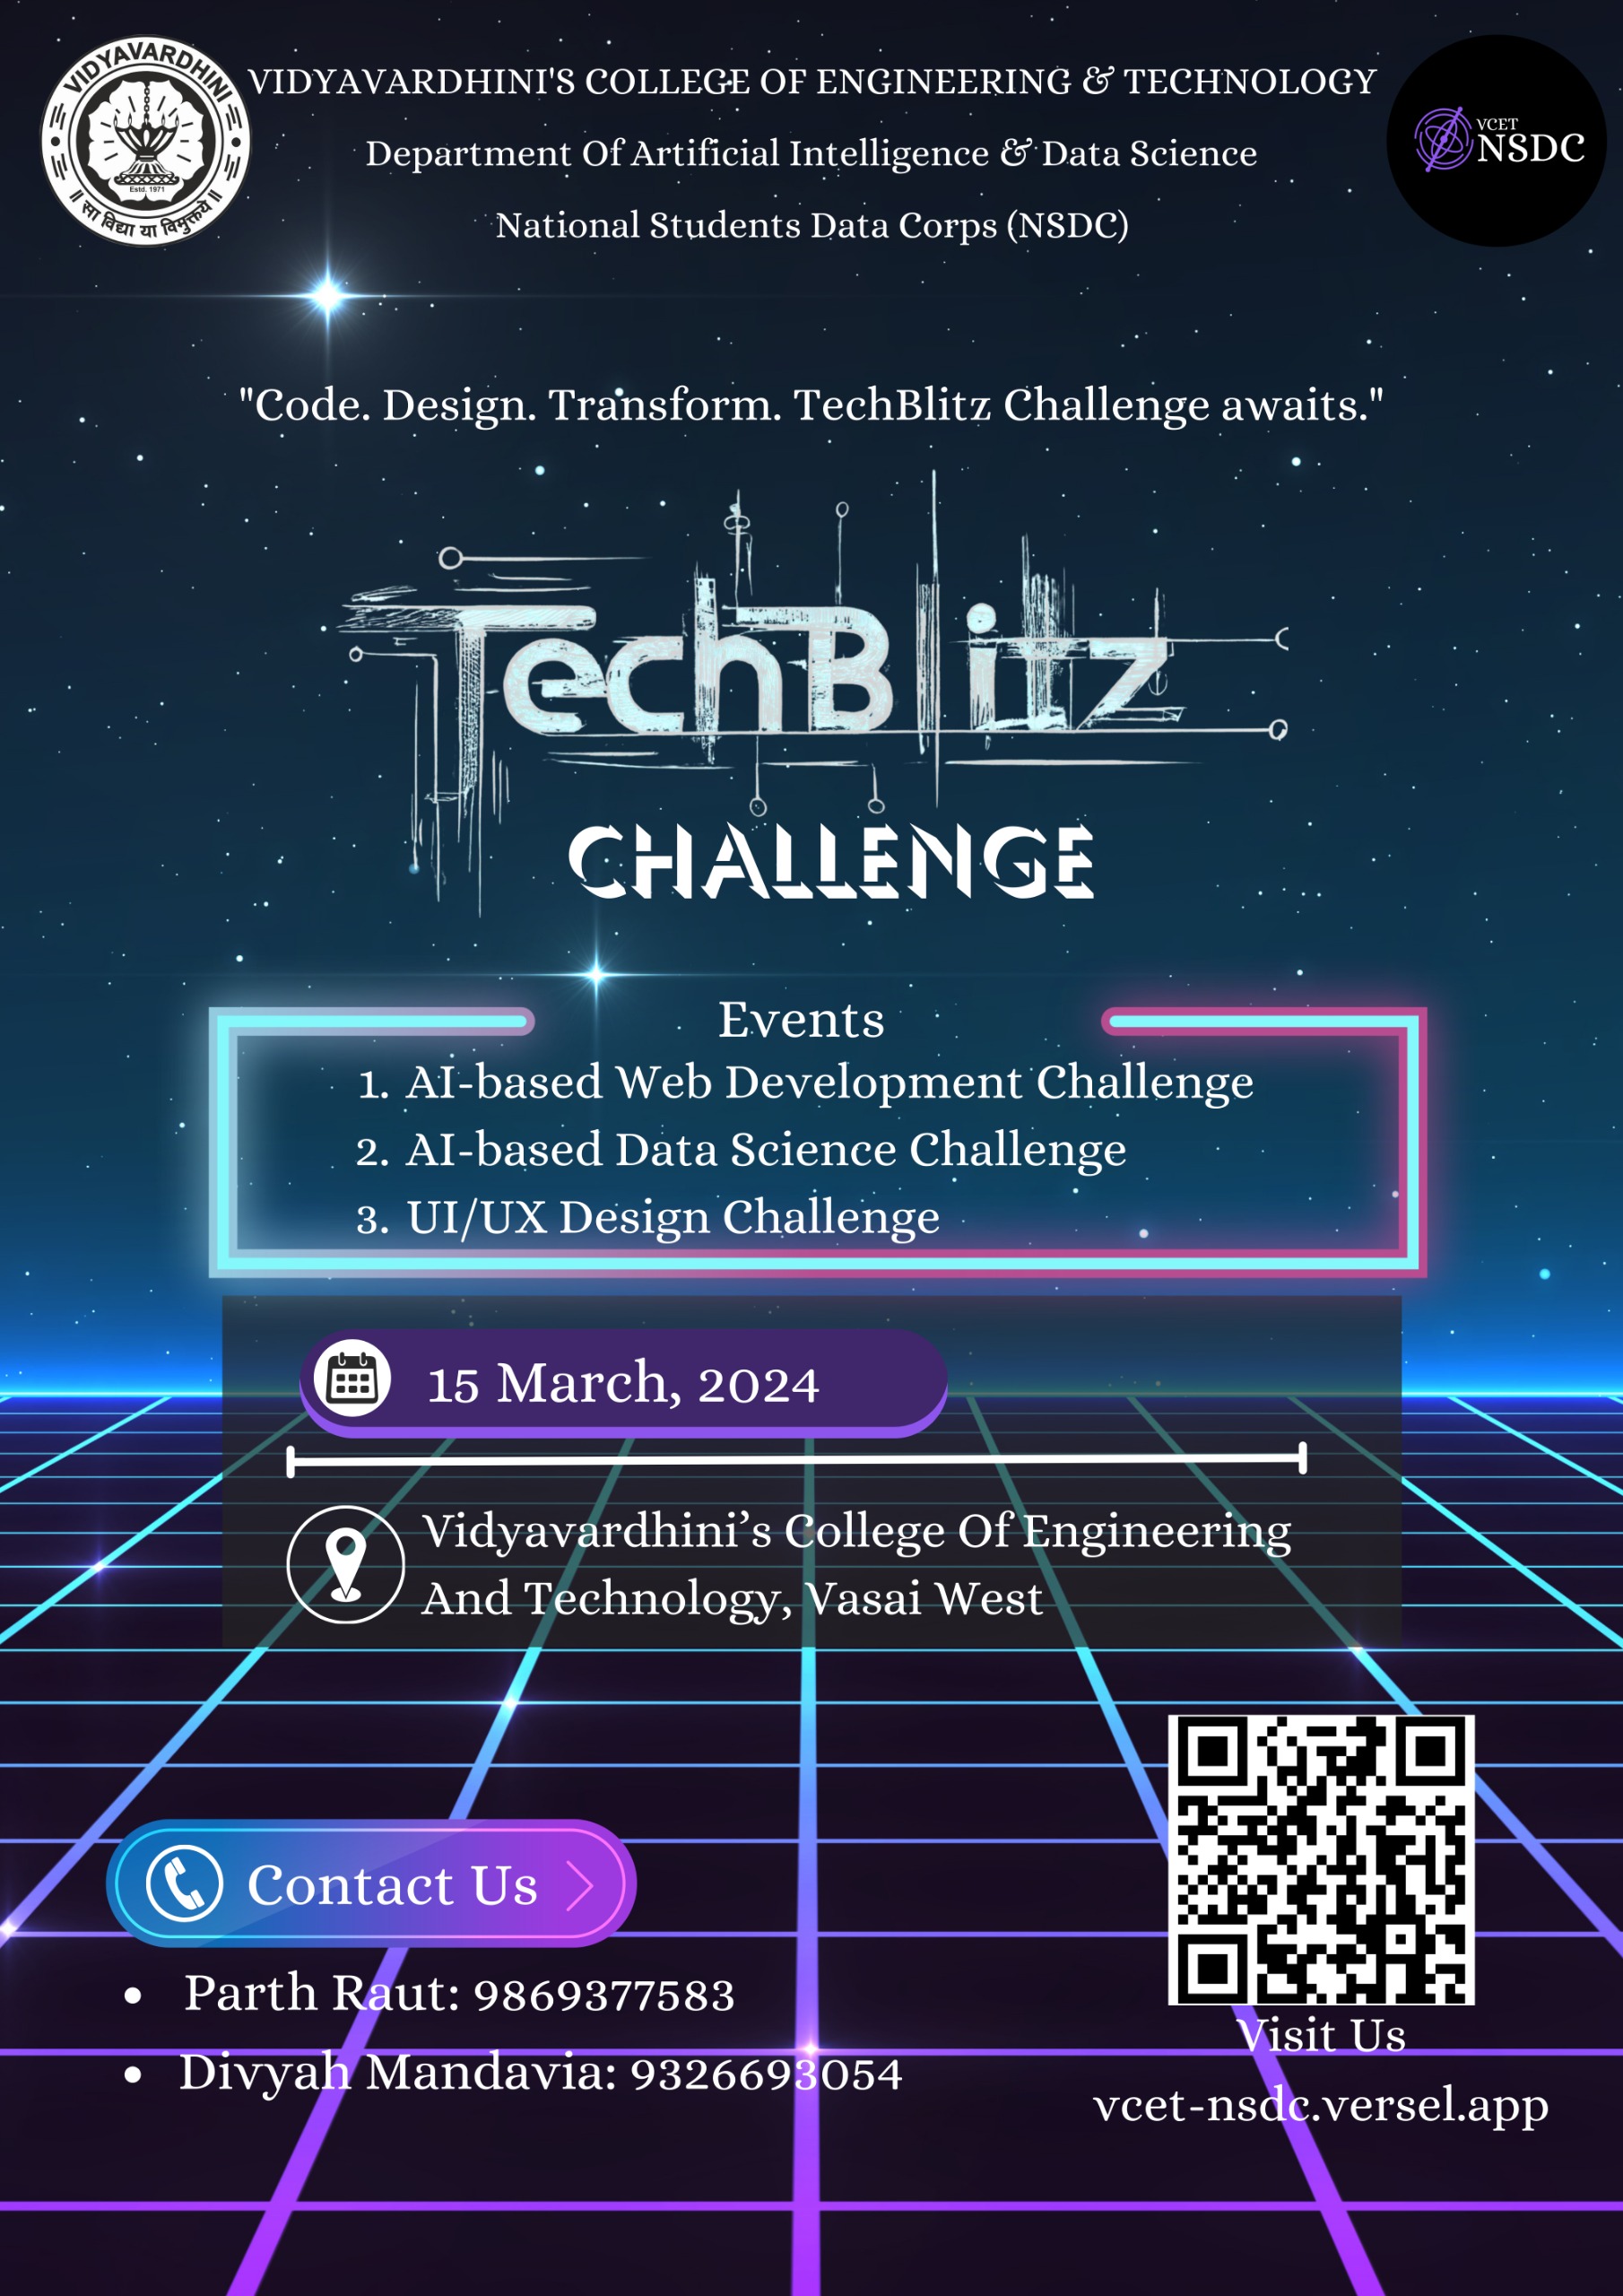 VIDYAVARDHINI
Estd. 1971
॥ सा विद्या या विमुक्तये ॥
VIDYAVARDHINI'S COLLEGE OF ENGINEERING & TECHNOLOGY
Department Of Artificial Intelligence & Data Science
National Students Data Corps (NSDC)
VCET
NSDC
"Code. Design. Transform. TechBlitz Challenge awaits."
TechBlitz
CHALLENGE
Events
1. AI-based Web Development Challenge
2. AI-based Data Science Challenge
3. UI/UX Design Challenge
15 March, 2024
Vidyavardhini’s College Of Engineering
And Technology, Vasai West
Contact Us
• Parth Raut: 9869377583
• Divyah Mandavia: 9326693054
Visit Us
vcet-nsdc.versel.app